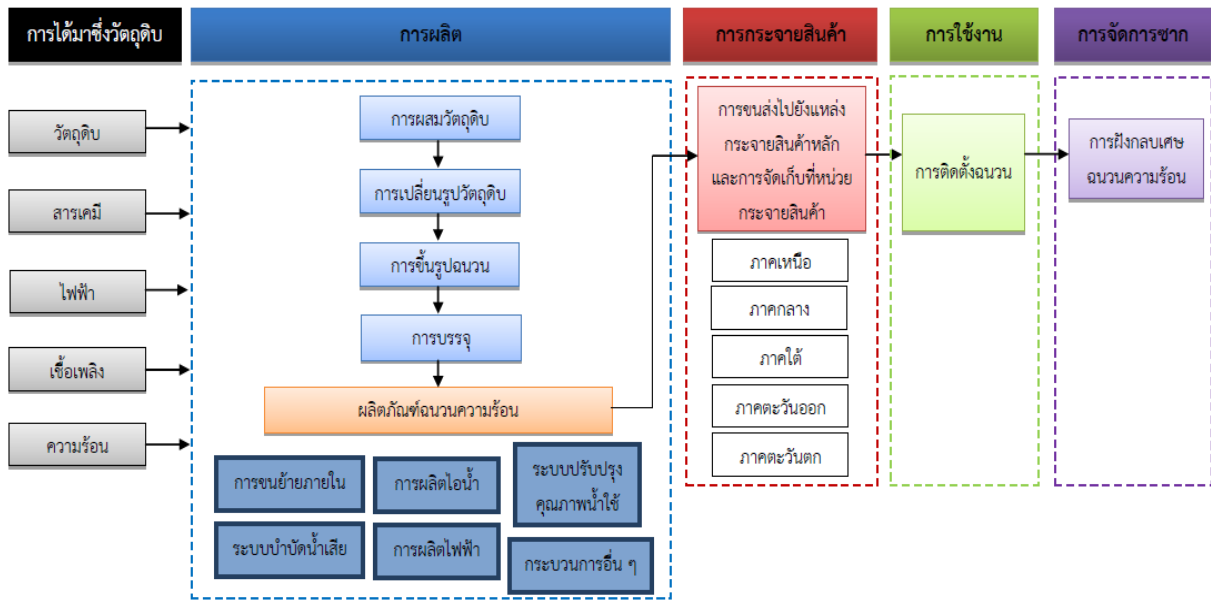 การได้มาซึ่งวัตถุดิบ
การผลิต
การกระจายสินค้า
การใช้งาน
การจัดการซาก
วัตถุดิบ
สารเคมี
ไฟฟ้า
เชื้อเพลิง
ความร้อน
การผสมวัตถุดิบ
การเปลี่ยนรูปวัตถุดิบ
การขึ้นรูปฉนวน
การบรรจุ
ผลิตภัณฑ์ฉนวนความร้อน
การขนย้ายภายใน
การผลิตไอน้ำ
ระบบปรับปรุง
คุณภาพน้ำใช้
ระบบบำบัดน้ำเสีย
การผลิตไฟฟ้า
กระบวนการอื่น ๆ
การขนส่งไปยังแหล่ง
กระจายสินค้าหลัก
และการจัดเก็บที่หน่วย
กระจายสินค้า
ภาคเหนือ
ภาคกลาง
ภาคใต้
ภาคตะวันออก
ภาคตะวันตก
การติดตั้งฉนวน
การฝังกลบเศษ
ฉนวนความร้อน